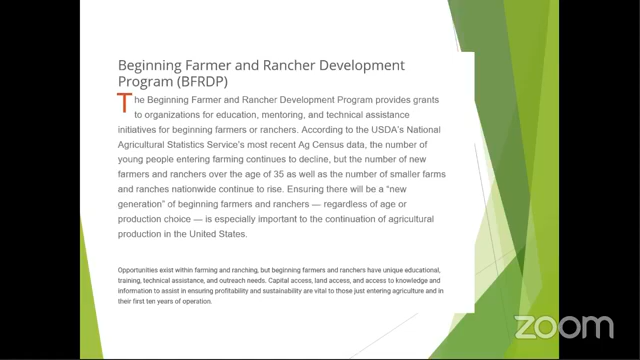 Beginning Farmer and Rancher Development
Program (BFRDP)
The Beginning Farmer and Rancher Development Program provides grants
to organizations for education, mentoring, and technical assistance
initiatives for beginning farmers or ranchers. According to the USDA's National
Agricultural Statistics Service's most recent Ag Census data, the number of
young people entering farming continues to decline, but the number of new
farmers and ranchers over the age of 35 as well as the number of smaller farms
and ranches nationwide continue to rise. Ensuring there will be a “new
generation” of beginning farmers and ranchers — regardless of age or
production choice — is especially important to the continuation of agricultural
production in the United States.
Opportunities exist within farming and ranching, but beginning farmers and ranchers have unique educational,
training, technical assistance, and outreach needs. Capital access, land access, and access to knowledge and
information to assist in ensuring profitability and sustainability are vital to those just entering agriculture and in
their first ten years of operation.
zoom